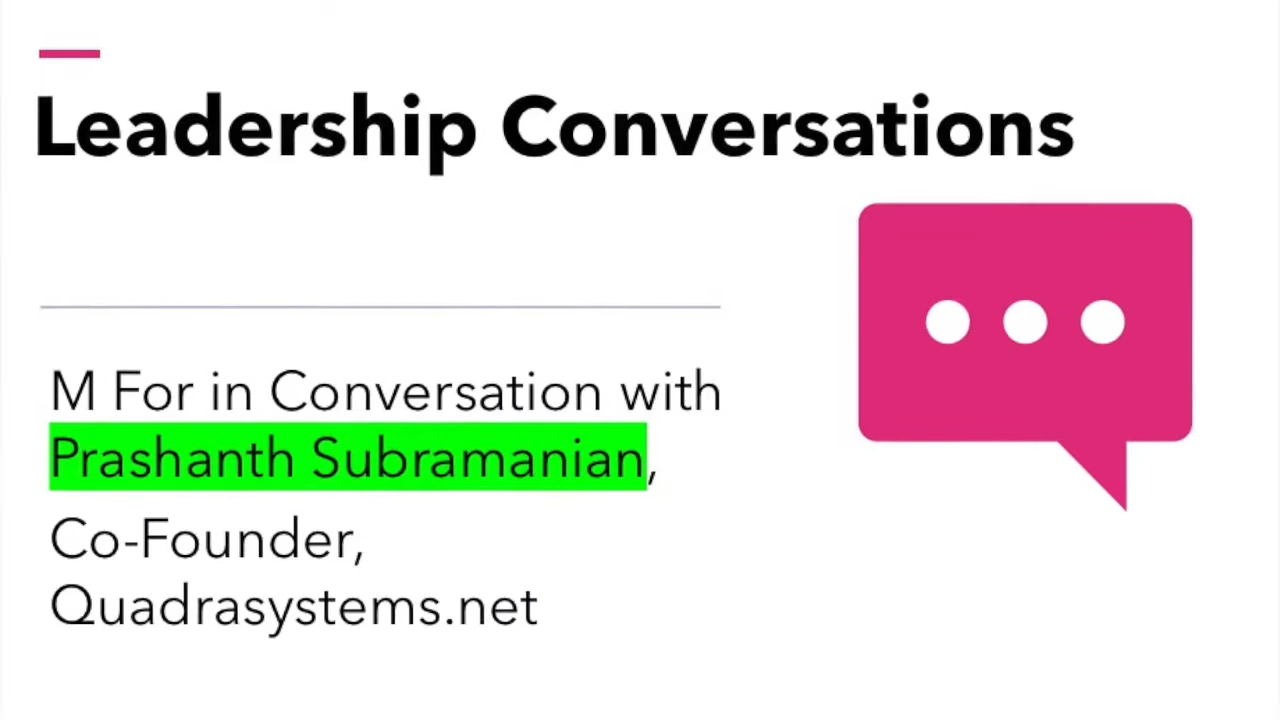 Leadership Conversations
M For in Conversation with
Prashanth Subramanian,
Co-Founder,
Quadrasystems.net